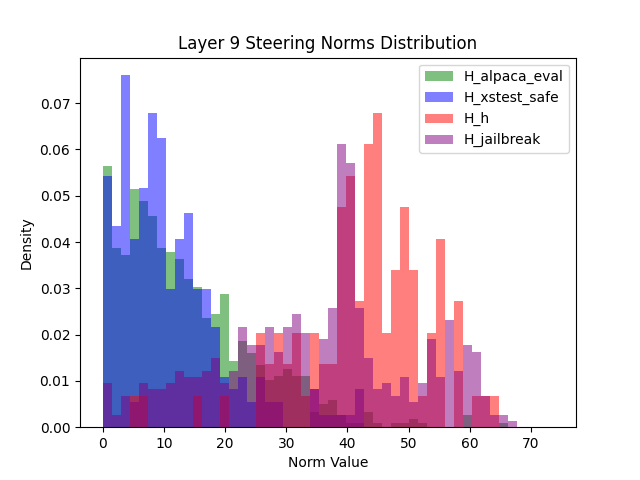 Layer 9 Steering Norms Distribution
H_alpaca_eval
H_xstest_safe
H_h
H_jailbreak
0.07
0.06
0.05
0.04
0.03
0.02
0.01
0.00
Density
0 10 20 30 40 50 60 70
Norm Value